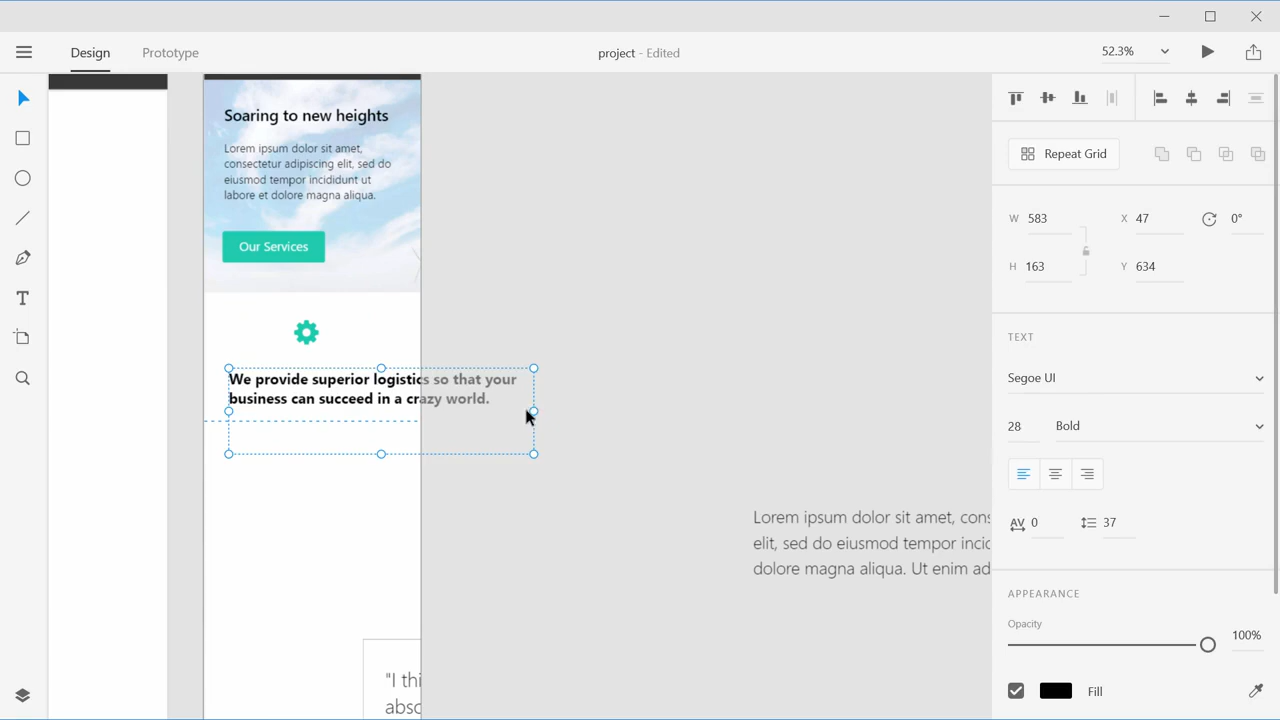 Design
Prototype
project - Edited
52.3%
Soaring to new heights
Lorem ipsum dolor sit amet,
consectetur adipiscing elit, sed do
eiusmod tempor incididunt ut
labore et dolore magna aliqua.
Our Services
We provide superior logistics so that your
business can succeed in a crazy world.
Lorem ipsum dolor sit amet, cons
elit, sed do eiusmod tempor incid
dolore magna aliqua. Ut enim ad
"I thi
abso
Repeat Grid
W 583
X 47
0°
H 163
Y 634
TEXT
Segoe UI
28
Bold
AV 0
37
APPEARANCE
Opacity
100%
Fill